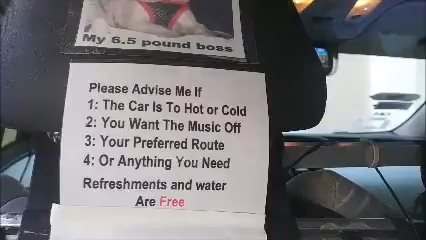 My 6.5 pound boss
Please Advise Me If
1: The Car Is To Hot or Cold
2: You Want The Music Off
3: Your Preferred Route
4: Or Anything You Need
Refreshments and water
Are Free